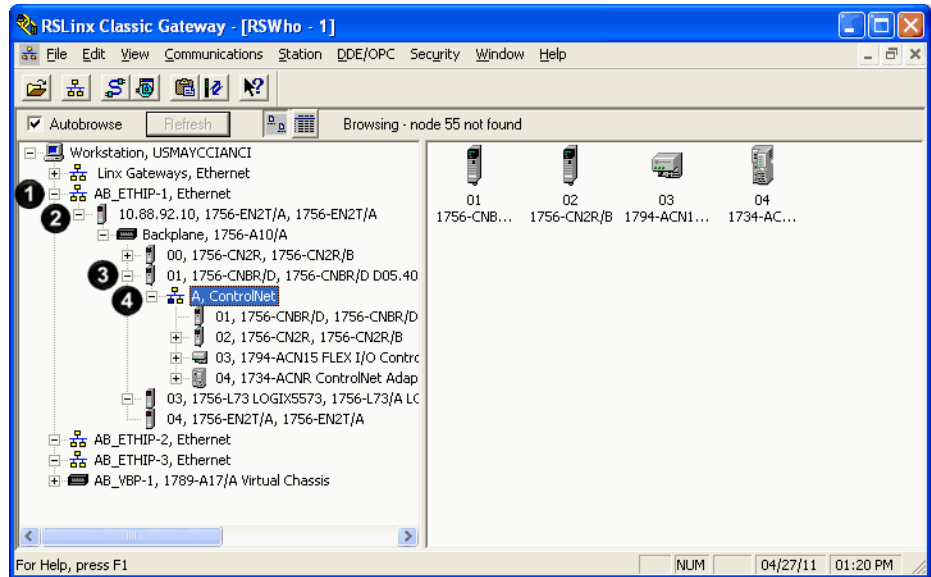 RSLinx Classic Gateway - [RSWho - 1]
File Edit View Communications Station DDE/OPC Security Window Help
Autobrowse Refresh Browsing - node 55 not found
Workstation, USMAYCCIANCI
Linx Gateways, Ethernet
1 AB_ETHIP-1, Ethernet
2 10.88.92.10, 1756-EN2T/A, 1756-EN2T/A
Backplane, 1756-A10/A
00, 1756-CN2R, 1756-CN2R/B
3 01, 1756-CNBR/D, 1756-CNBR/D D05.40
4 A, ControlNet
01, 1756-CNBR/D, 1756-CNBR/D
02, 1756-CN2R, 1756-CN2R/B
03, 1794-ACN15 FLEX I/O Contro
04, 1734-ACNR ControlNet Adap
03, 1756-L73 LOGIX5573, 1756-L73/A LO
04, 1756-EN2T/A, 1756-EN2T/A
AB_ETHIP-2, Ethernet
AB_ETHIP-3, Ethernet
AB_VBP-1, 1789-A17/A Virtual Chassis
01 02 03 04
1756-CNB... 1756-CN2R/B 1794-ACN1... 1734-AC...
For Help, press F1 NUM 04/27/11 01:20 PM